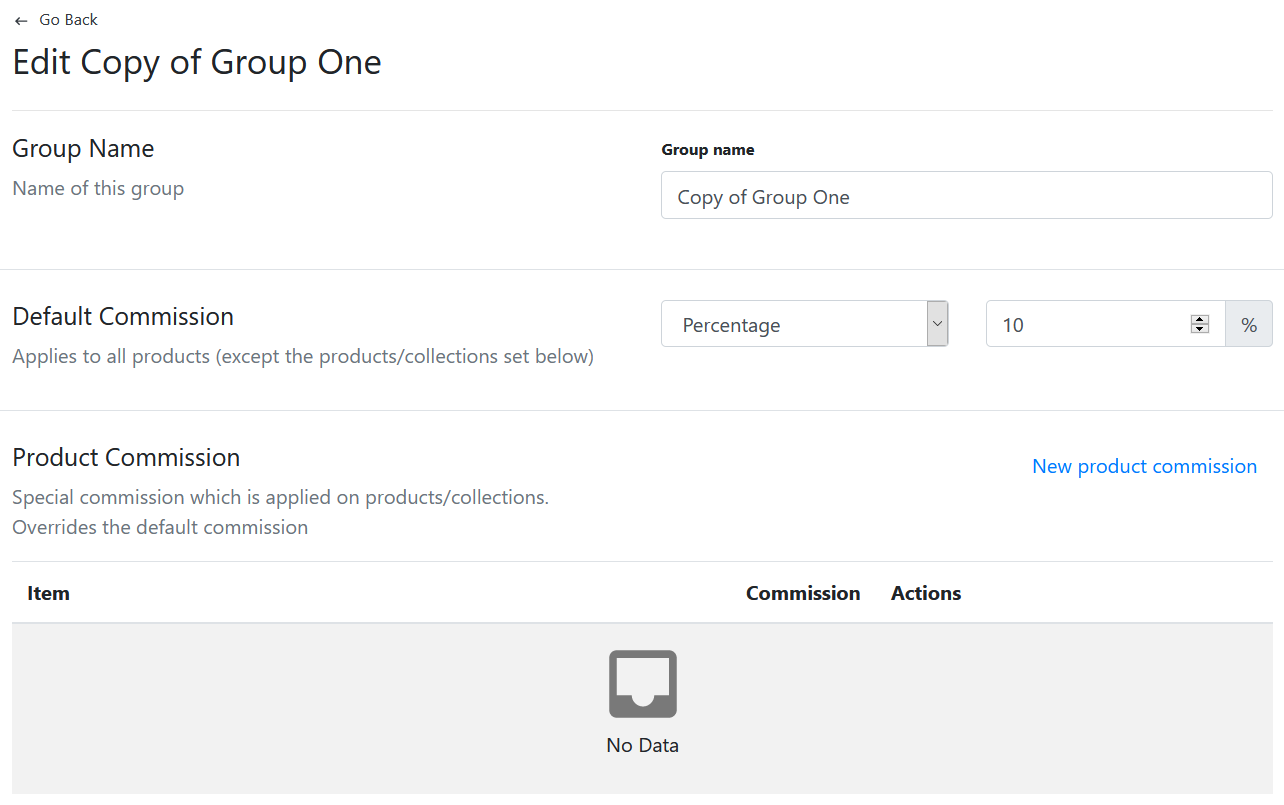 ← Go Back
Edit Copy of Group One
Group Name
Name of this group
Group name
Copy of Group One
Default Commission
Applies to all products (except the products/collections set below)
Percentage
10
%
Product Commission
Special commission which is applied on products/collections.
Overrides the default commission
New product commission
Item Commission Actions
No Data